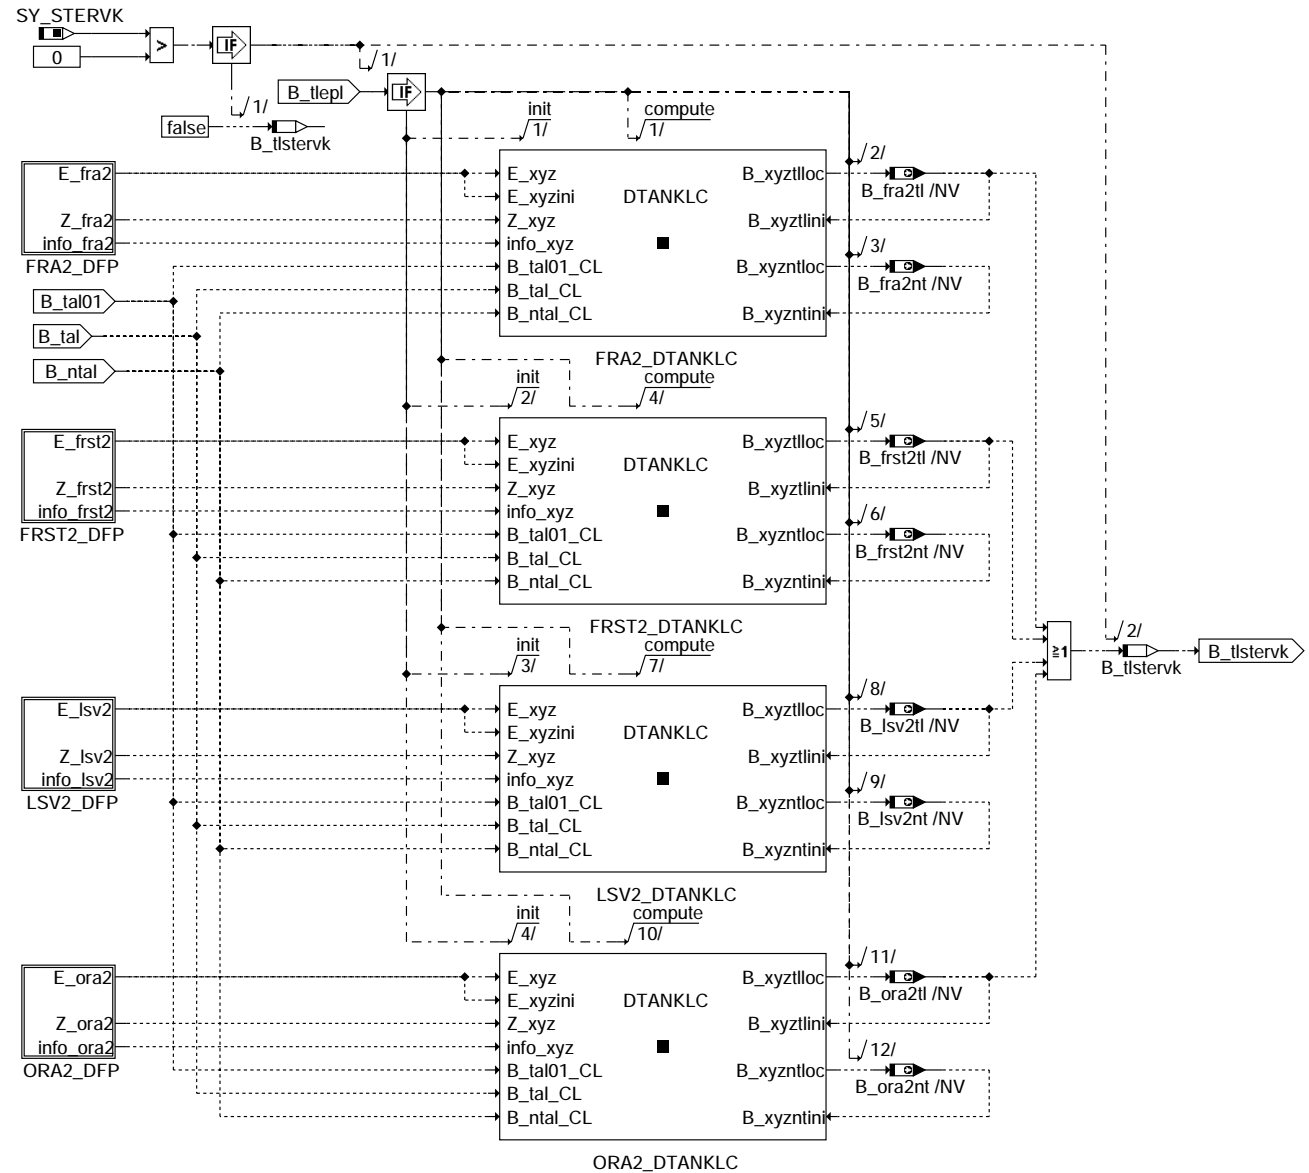 SY_STERVK
>
IF
1/
0
B_tlepl
IF
1/
false
B_tlstervk
init
1/
compute
1/
E_fra2
Z_fra2
info_fra2
FRA2_DFP
E_xyz
E_xyzini
Z_xyz
info_xyz
B_tal01_CL
B_tal_CL
B_ntal_CL
DTANKLC
B_xyztlloc
B_xyztlini
B_xyzntloc
B_xyzntini
2/
B_fra2tl /NV
3/
B_fra2nt /NV
B_tal01
B_tal
B_ntal
FRA2_DTANKLC
init
2/
compute
4/
E_frst2
Z_frst2
info_frst2
FRST2_DFP
E_xyz
E_xyzini
Z_xyz
info_xyz
B_tal01_CL
B_tal_CL
B_ntal_CL
DTANKLC
B_xyztlloc
B_xyztlini
B_xyzntloc
B_xyzntini
5/
B_frst2tl /NV
6/
B_frst2nt /NV
FRST2_DTANKLC
≥1
2/
B_tlstervk
B_tlstervk
init
3/
compute
7/
E_lsv2
Z_lsv2
info_lsv2
LSV2_DFP
E_xyz
E_xyzini
Z_xyz
info_xyz
B_tal01_CL
B_tal_CL
B_ntal_CL
DTANKLC
B_xyztlloc
B_xyztlini
B_xyzntloc
B_xyzntini
8/
B_lsv2tl /NV
9/
B_lsv2nt /NV
LSV2_DTANKLC
init
4/
compute
10/
E_ora2
Z_ora2
info_ora2
ORA2_DFP
E_xyz
E_xyzini
Z_xyz
info_xyz
B_tal01_CL
B_tal_CL
B_ntal_CL
DTANKLC
B_xyztlloc
B_xyztlini
B_xyzntloc
B_xyzntini
11/
B_ora2tl /NV
12/
B_ora2nt /NV
ORA2_DTANKLC